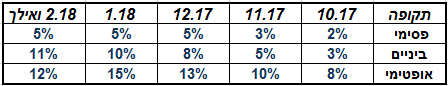 תקופה 10.17 11.17 12.17 1.18 2.18 ואילך
פסימי 2% 3% 5% 5% 5%
ביניים 3% 5% 8% 10% 11%
אופטימי 8% 10% 13% 15% 12%